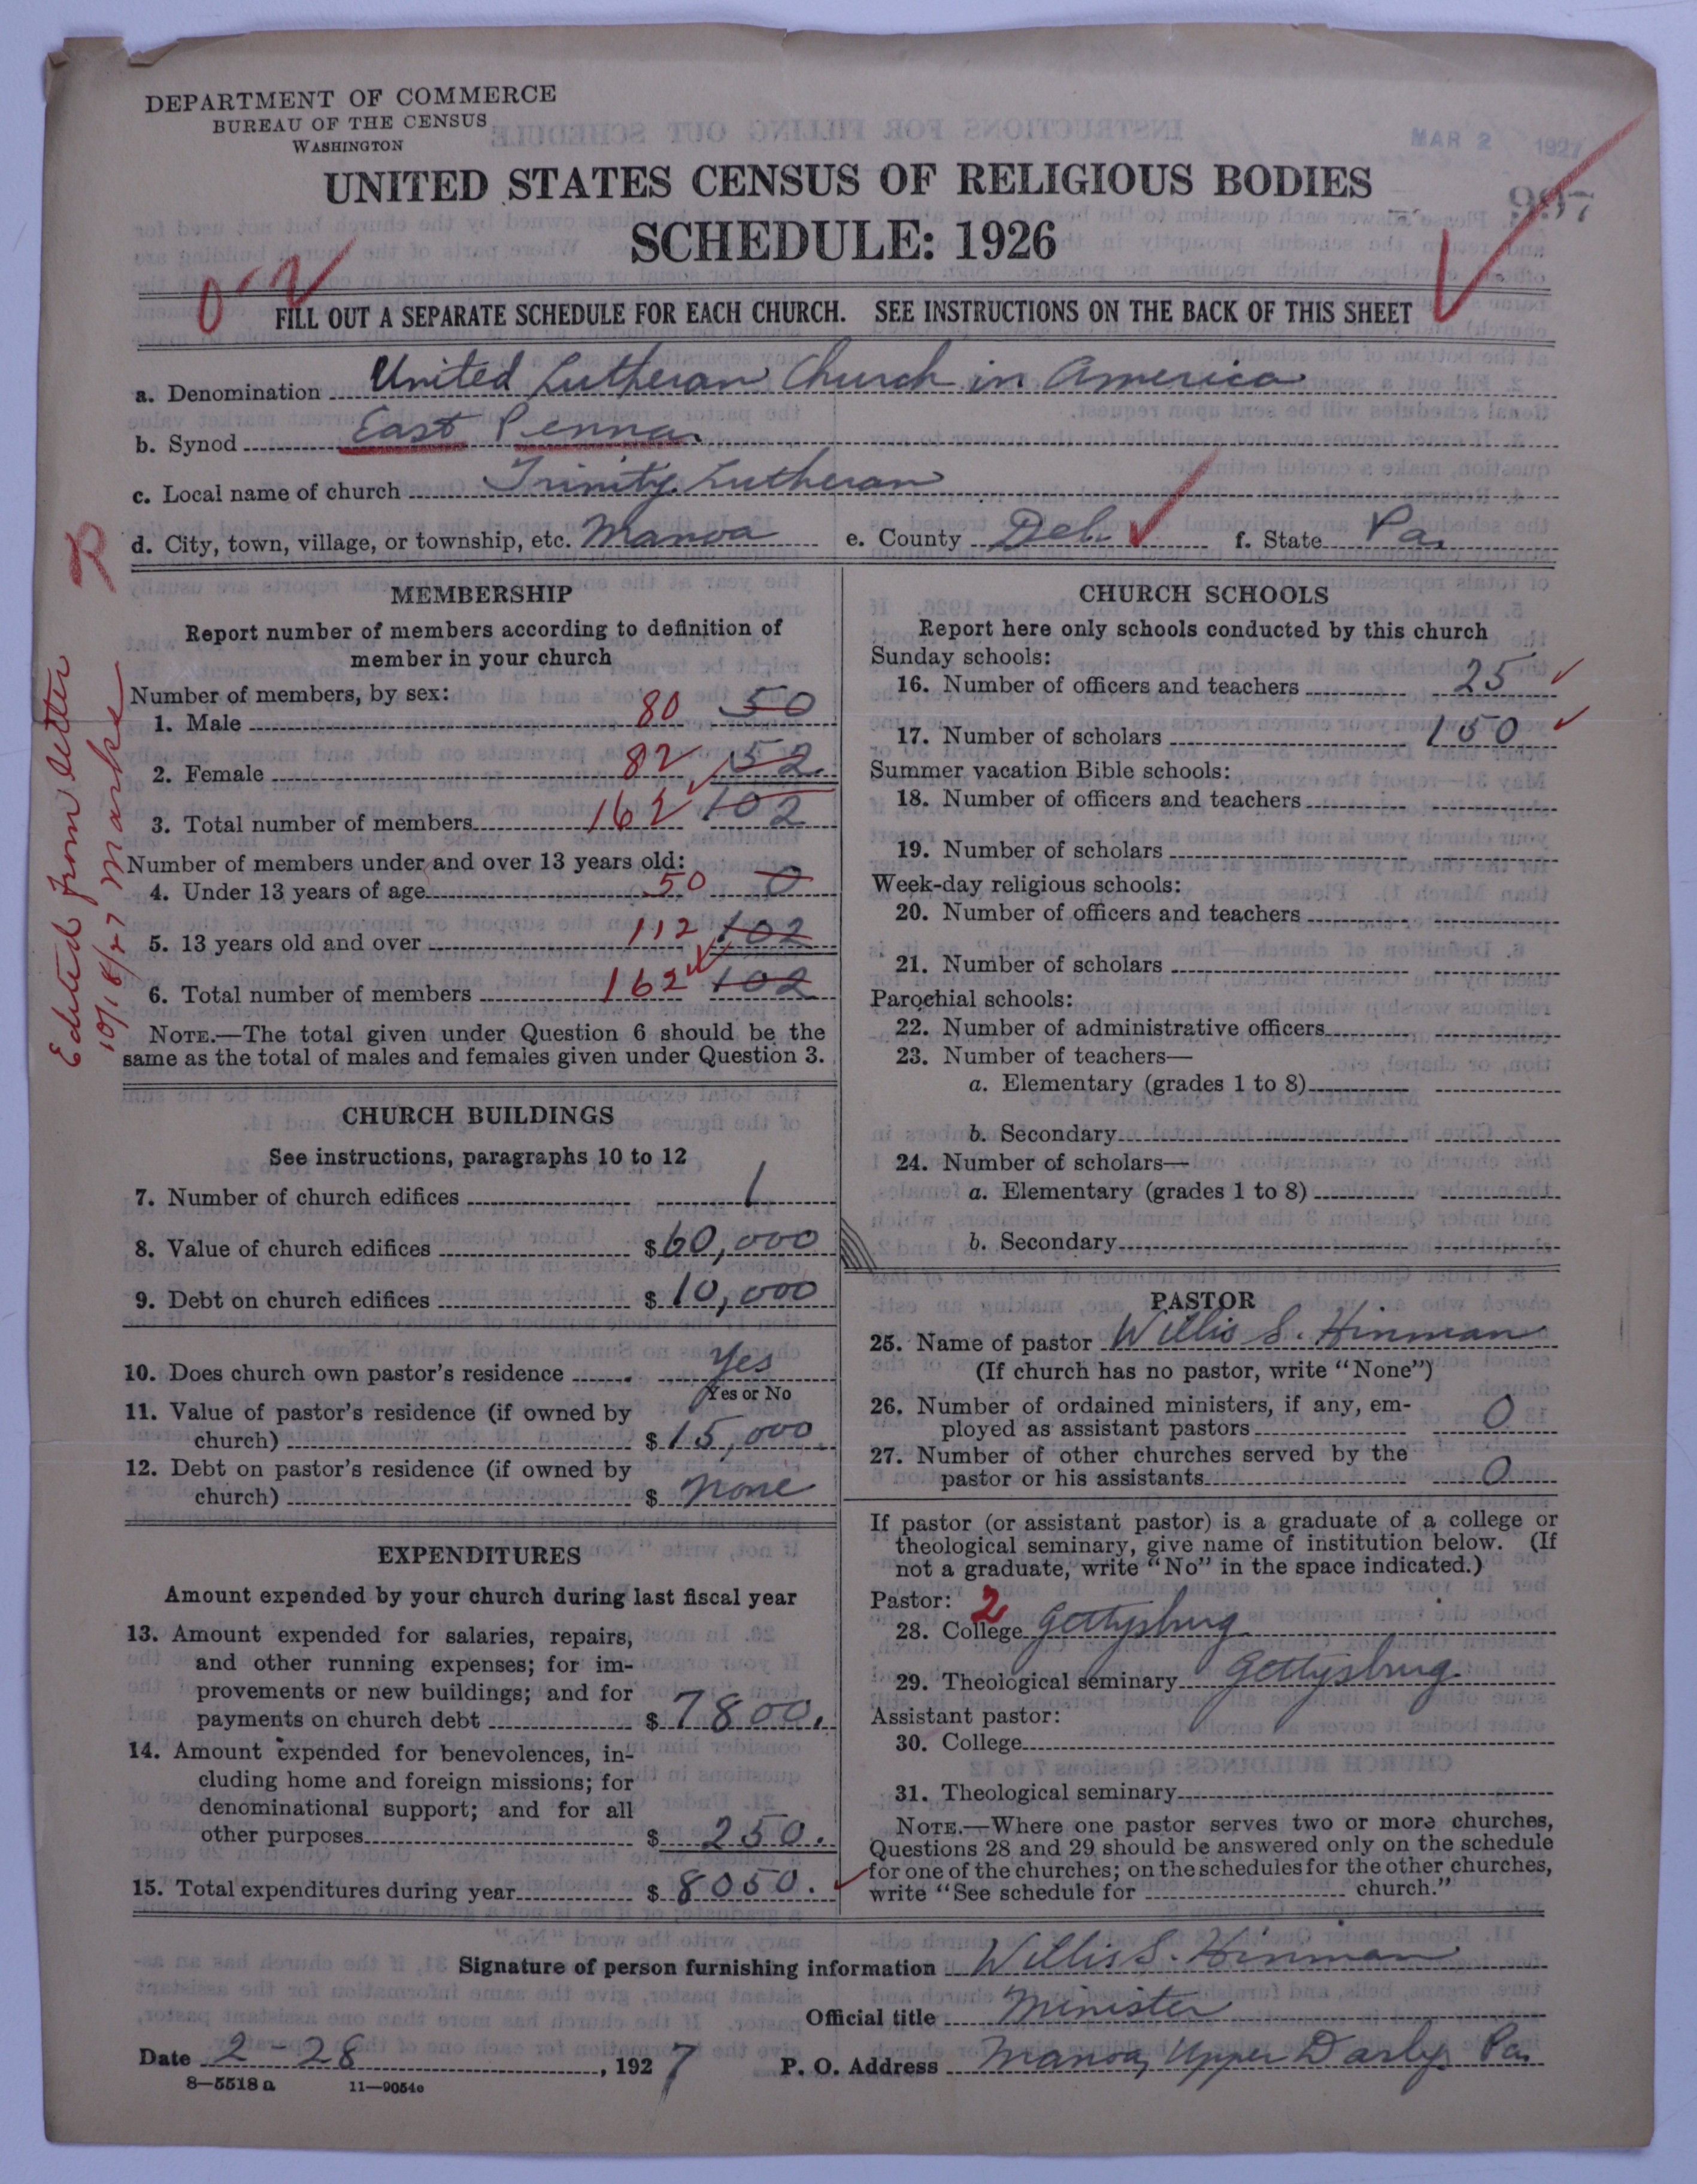 DEPARTMENT OF COMMERCE
BUREAU OF THE CENSUS
WASHINGTON
MAR 2 1927
UNITED STATES CENSUS OF RELIGIOUS BODIES
997
SCHEDULE: 1926
FILL OUT A SEPARATE SCHEDULE FOR EACH CHURCH. SEE INSTRUCTIONS ON THE BACK OF THIS SHEET
a. Denomination United Lutheran Church in America
b. Synod East Penna.
c. Local name of church Trinity Lutheran
d. City, town, village, or township, etc. Manoa e. County Del. f. State Pa.
Edited from letter
10/18/27 Marke
MEMBERSHIP
Report number of members according to definition of
member in your church
Number of members, by sex:
1. Male 80 50
2. Female 82 52
3. Total number of members 162 102
Number of members under and over 13 years old:
4. Under 13 years of age 50 0
5. 13 years old and over 112 102
6. Total number of members 162 102
NOTE.—The total given under Question 6 should be the
same as the total of males and females given under Question 3.
CHURCH BUILDINGS
See instructions, paragraphs 10 to 12
7. Number of church edifices 1
8. Value of church edifices $60,000
9. Debt on church edifices $10,000
10. Does church own pastor's residence Yes
Yes or No
11. Value of pastor's residence (if owned by
church) $15,000
12. Debt on pastor's residence (if owned by
church) $ none
EXPENDITURES
Amount expended by your church during last fiscal year
13. Amount expended for salaries, repairs,
and other running expenses; for im-
provements or new buildings; and for
payments on church debt $7800.
14. Amount expended for benevolences, in-
cluding home and foreign missions; for
denominational support; and for all
other purposes $250.
15. Total expenditures during year $8050.
CHURCH SCHOOLS
Report here only schools conducted by this church
Sunday schools:
16. Number of officers and teachers 25
17. Number of scholars 150
Summer vacation Bible schools:
18. Number of officers and teachers
19. Number of scholars
Week-day religious schools:
20. Number of officers and teachers
21. Number of scholars
Parochial schools:
22. Number of administrative officers
23. Number of teachers—
a. Elementary (grades 1 to 8)
b. Secondary
24. Number of scholars—
a. Elementary (grades 1 to 8)
b. Secondary
PASTOR
25. Name of pastor Willis S. Hinman
(If church has no pastor, write "None")
26. Number of ordained ministers, if any, em-
ployed as assistant pastors 0
27. Number of other churches served by the
pastor or his assistants 0
If pastor (or assistant pastor) is a graduate of a college or
theological seminary, give name of institution below. (If
not a graduate, write "No" in the space indicated.)
Pastor: 2
28. College Gettysburg
29. Theological seminary Gettysburg
Assistant pastor:
30. College
31. Theological seminary
NOTE.—Where one pastor serves two or more churches,
Questions 28 and 29 should be answered only on the schedule
for one of the churches; on the schedules for the other churches,
write "See schedule for church."
Signature of person furnishing information Willis S. Hinman
Official title Minister
Date 2-28, 1927 P. O. Address Manoa, Upper Darby, Pa.
8—5518 a 11—9054c